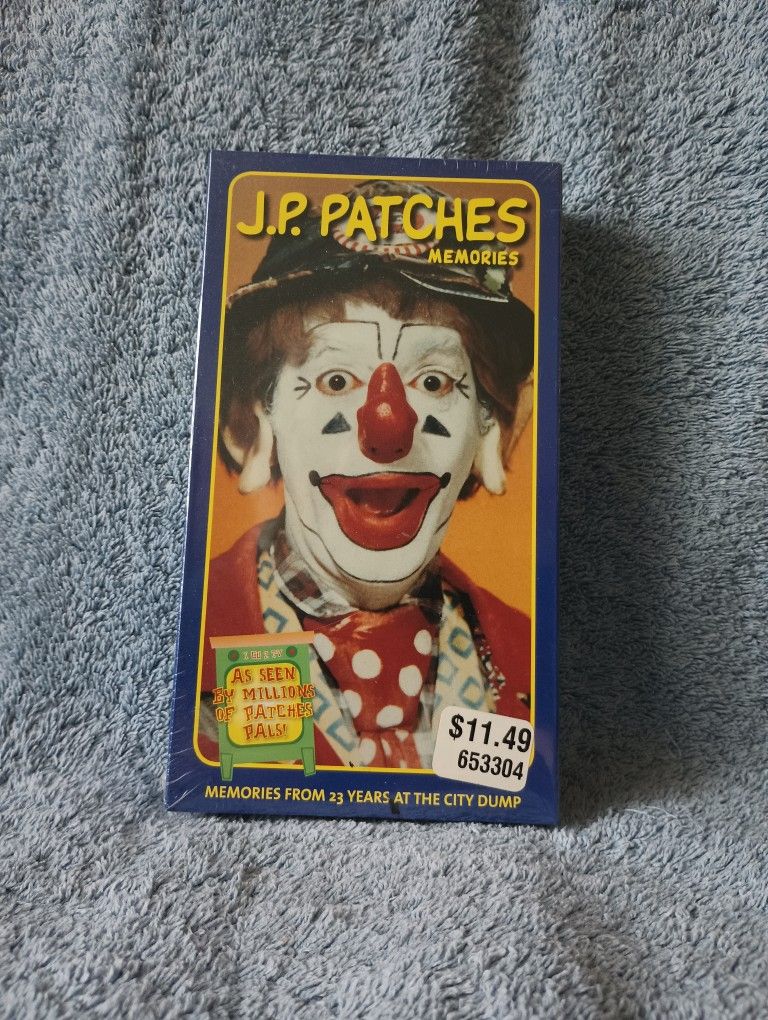 J.P. PATCHES
MEMORIES
AS SEEN
BY MILLIONS
OF PATCHES
PALS!
$11.49
653304
MEMORIES FROM 23 YEARS AT THE CITY DUMP